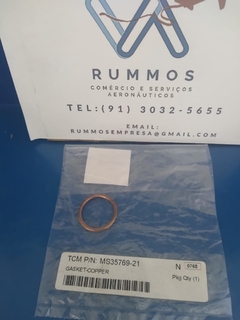 RUMMOS
COMÉRCIO E SERVIÇOS
AERONÁUTICOS
TEL:(91) 3032-5655
EMAIL:
RUMMOSEMPRESA@GMAIL.COM
TCM P/N: MS35769-21
GASKET-COPPER
N 6768
Pkg Qty (1)